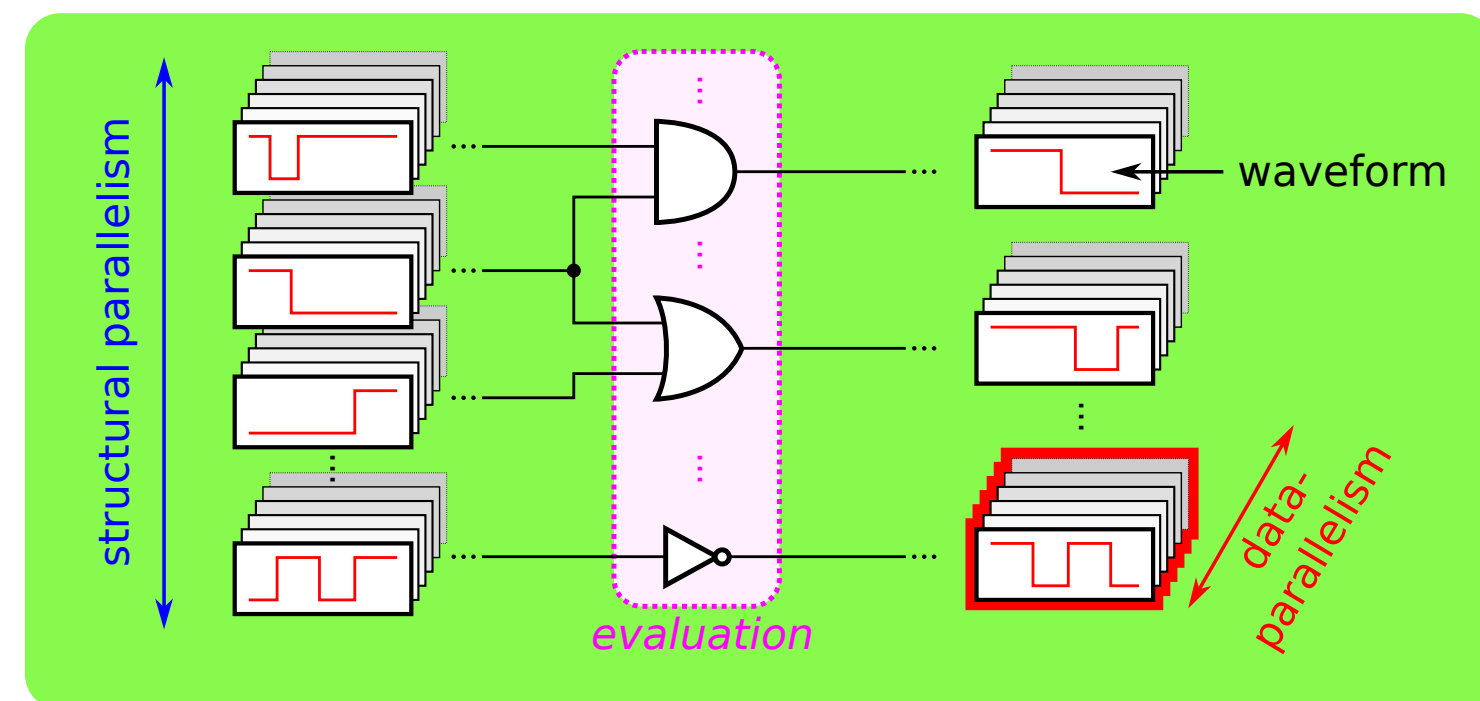 structural parallelism
waveform
data-
parallelism
evaluation